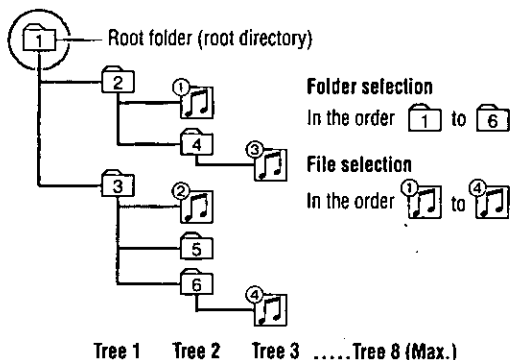 1 Root folder (root directory)
2 ①
4 ③
3 ②
5
6 ④
Folder selection
In the order 1 to 6
File selection
In the order ① to ④
Tree 1 Tree 2 Tree 3 .....Tree 8 (Max.)